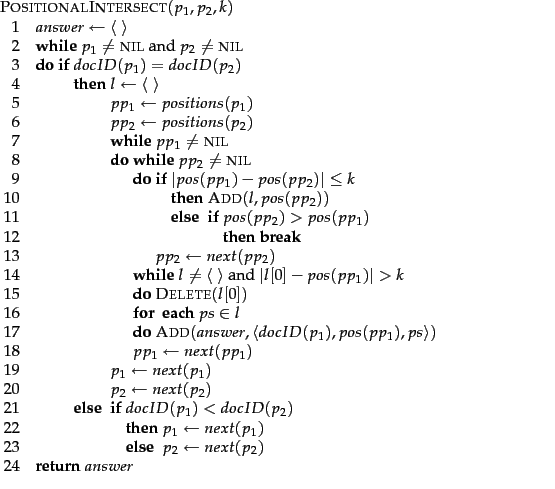 POSITIONALINTERSECT(p1, p2, k)
1 answer ← ⟨ ⟩
2 while p1 ≠ NIL and p2 ≠ NIL
3 do if docID(p1) = docID(p2)
4 then l ← ⟨ ⟩
5 pp1 ← positions(p1)
6 pp2 ← positions(p2)
7 while pp1 ≠ NIL
8 do while pp2 ≠ NIL
9 do if |pos(pp1) − pos(pp2)| ≤ k
10 then ADD(l, pos(pp2))
11 else if pos(pp2) > pos(pp1)
12 then break
13 pp2 ← next(pp2)
14 while l ≠ ⟨ ⟩ and |l[0] − pos(pp1)| > k
15 do DELETE(l[0])
16 for each ps ∈ l
17 do ADD(answer, ⟨docID(p1), pos(pp1), ps⟩)
18 pp1 ← next(pp1)
19 p1 ← next(p1)
20 p2 ← next(p2)
21 else if docID(p1) < docID(p2)
22 then p1 ← next(p1)
23 else p2 ← next(p2)
24 return answer